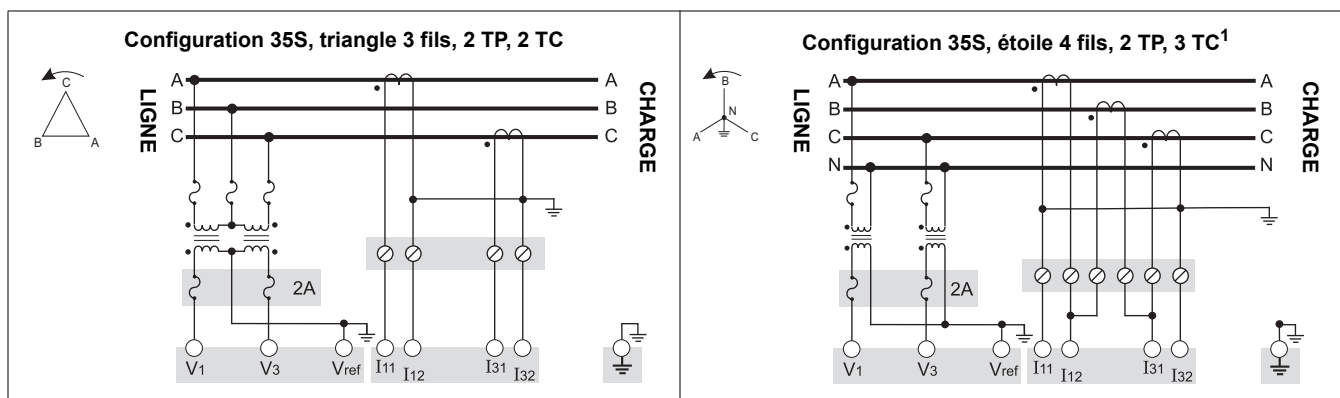 Configuration 35S, triangle 3 fils, 2 TP, 2 TC
C
B
A
LIGNE
A
B
C
A
B
C
CHARGE
2A
V1
V3
Vref
I11
I12
I31
I32
Configuration 35S, étoile 4 fils, 2 TP, 3 TC1
B
N
A
C
LIGNE
A
B
C
N
A
B
C
N
CHARGE
2A
V1
V3
Vref
I11
I12
I31
I32